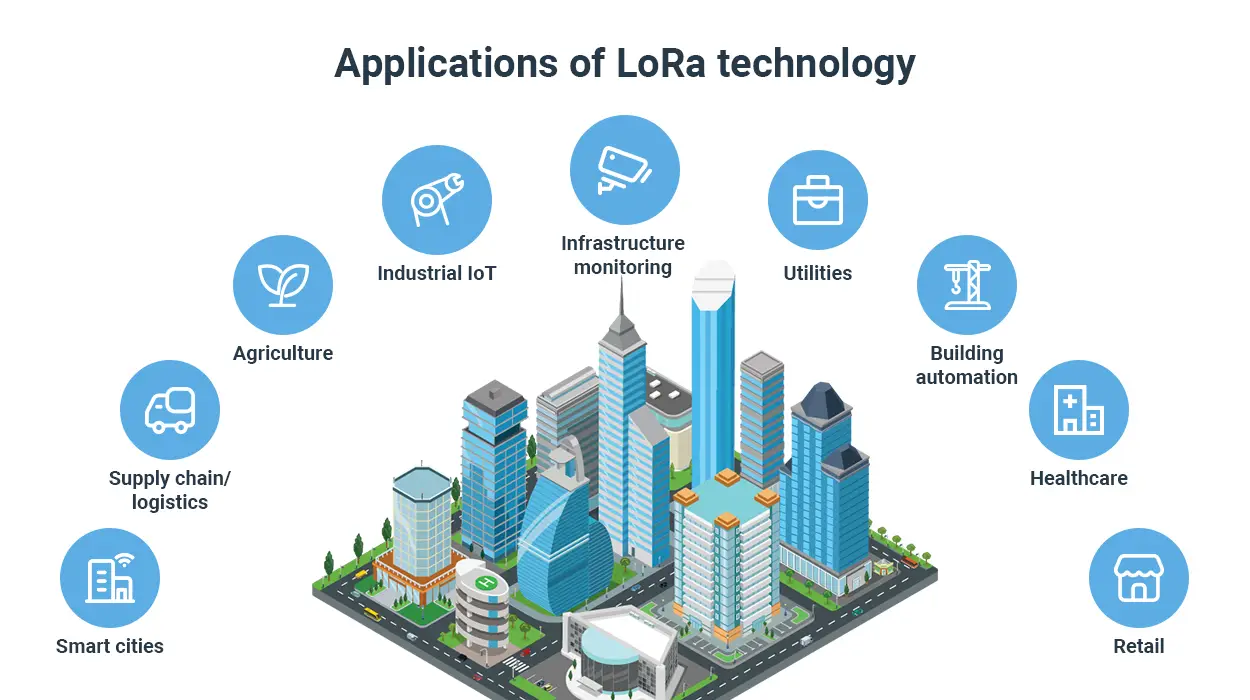 Applications of LoRa technology
Smart cities
Supply chain/
logistics
Agriculture
Industrial IoT
Infrastructure
monitoring
Utilities
Building
automation
Healthcare
Retail
H